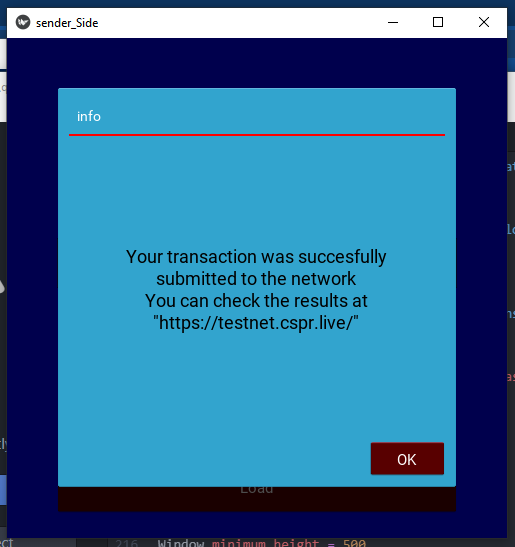 sender_Side
info
Your transaction was succesfully
submitted to the network
You can check the results at
"https://testnet.cspr.live/"
OK
Load
216 Window.minimum_height = 500